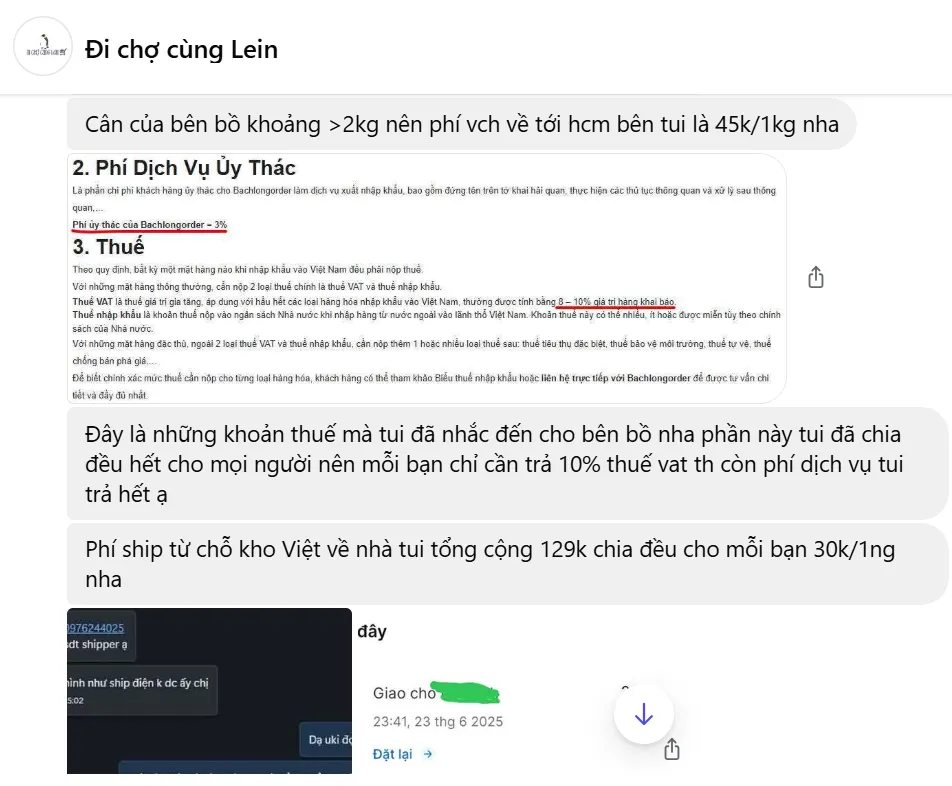 Đi chợ cùng Lein
Cân của bên bồ khoảng >2kg nên phí vch về tới hcm bên tui là 45k/1kg nha
2. Phí Dịch Vụ Ủy Thác
Là phần chi phí khách hàng ủy thác cho Bachlongorder làm dịch vụ xuất nhập khẩu, bao gồm đứng tên trên tờ khai hải quan, thực hiện các thủ tục thông quan và xử lý sau thông
quan,…
Phí ủy thác của Bachlongorder – 3%
3. Thuế
Theo quy định, bất kỳ một mặt hàng nào khi nhập khẩu vào Việt Nam đều phải nộp thuế.
Với những mặt hàng thông thường, cần nộp 2 loại thuế chính là thuế VAT và thuế nhập khẩu.
Thuế VAT là thuế giá trị gia tăng, áp dụng với hầu hết các loại hàng hóa nhập khẩu vào Việt Nam, thường được tính bằng 8 – 10% giá trị hàng khai báo.
Thuế nhập khẩu là khoản thuế nộp vào ngân sách Nhà nước khi nhập hàng từ nước ngoài vào lãnh thổ Việt Nam. Khoản thuế này có thể nhiều, ít hoặc được miễn tùy theo chính
sách của Nhà nước.
Với những mặt hàng đặc thù, ngoài 2 loại thuế VAT và thuế nhập khẩu, cần nộp thêm 1 hoặc nhiều loại thuế sau: thuế tiêu thụ đặc biệt, thuế bảo vệ môi trường, thuế tự vệ, thuế
chống bán phá giá,…
Để biết chính xác mức thuế cần nộp cho từng loại hàng hóa, khách hàng có thể tham khảo Biểu thuế nhập khẩu hoặc liên hệ trực tiếp với Bachlongorder để được tư vấn chi
tiết và đầy đủ nhất.
Đây là những khoản thuế mà tui đã nhắc đến cho bên bồ nha phần này tui đã chia
đều hết cho mọi người nên mỗi bạn chỉ cần trả 10% thuế vat th còn phí dịch vụ tui
trả hết ạ
Phí ship từ chỗ kho Việt về nhà tui tổng cộng 129k chia đều cho mỗi bạn 30k/1ng
nha
0976244025
sdt shipper ạ
hình như ship điện k dc ấy chị
5:02
Dạ uki
đây
Giao cho
23:41, 23 thg 6 2025
Đặt lại →